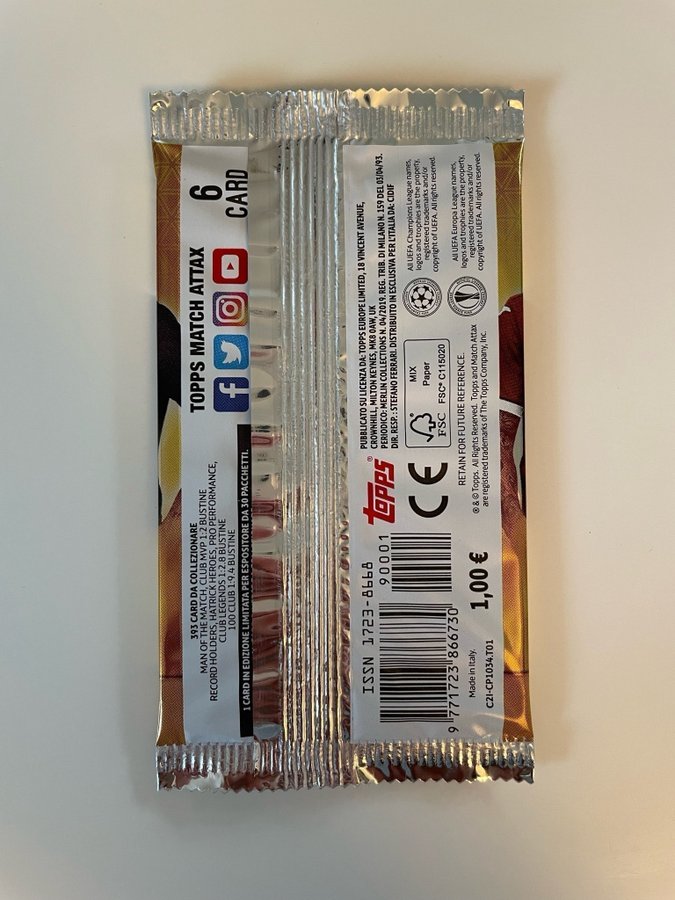 393 CARD DA COLLEZIONARE
MAN OF THE MATCH, CLUB MVP 1:2 BUSTINE
RECORD HOLDERS, HATRICK HEROES, PRO PERFORMANCE,
CLUB LEGENDS 1:2.8 BUSTINE
100 CLUB 1:9.4 BUSTINE
1 CARD IN EDIZIONE LIMITATA PER ESPOSITORE DA 30 PACCHETTI.
TOPPS MATCH ATTAX
6
CARD
ISSN 1723-8668
90001
9 771723 866730
Made in Italy.
C2I-CP1034.T01
1,00 €
topps®
PUBBLICATO SU LICENZA DA: TOPPS EUROPE LIMITED, 18 VINCENT AVENUE,
CROWNHILL, MILTON KEYNES, MK8 0AW, UK
PERIODICO: MERLIN COLLECTIONS N. 04/2019. REG. TRIB. DI MILANO N. 159 DEL 03/04/93.
DIR. RESP.: STEFANO FERRARI. DISTRIBUITO IN ESCLUSIVA PER L'ITALIA DA: CIDIF
CE
FSC
MIX
Paper
FSC® C115020
RETAIN FOR FUTURE REFERENCE.
® & © Topps. All Rights Reserved. Topps and Match Attax
are registered trademarks of The Topps Company, Inc.
All UEFA Champions League names,
logos and trophies are the property,
registered trademarks and/or
copyright of UEFA. All rights reserved.
All UEFA Europa League names,
logos and trophies are the property,
registered trademarks and/or
copyright of UEFA. All rights reserved.